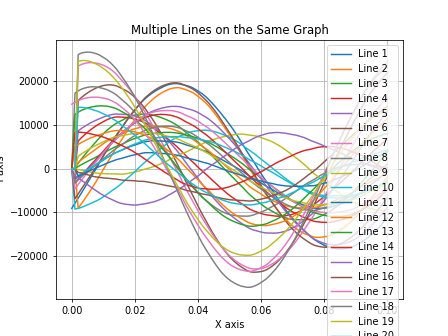 Multiple Lines on the Same Graph
20000
10000
0
−10000
−20000
0.00
0.02
0.04
0.06
X axis
Line 1
Line 2
Line 3
Line 4
Line 5
Line 6
Line 7
Line 8
Line 9
Line 10
Line 11
Line 12
Line 13
Line 14
Line 15
Line 16
Line 17
Line 18
Line 19
Line 20